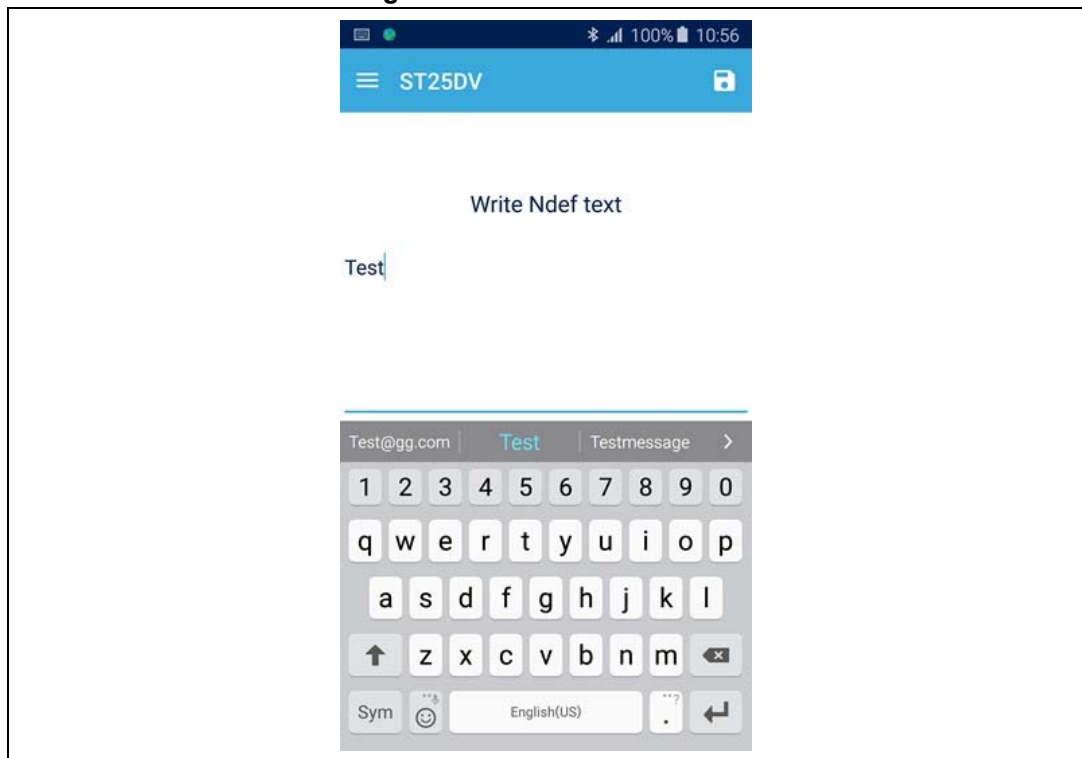 100% 10:56
ST25DV
Write Ndef text
Test
Test@gg.com Test Testmessage >
1 2 3 4 5 6 7 8 9 0
q w e r t y u i o p
a s d f g h j k l
z x c v b n m
Sym English(US) . ?